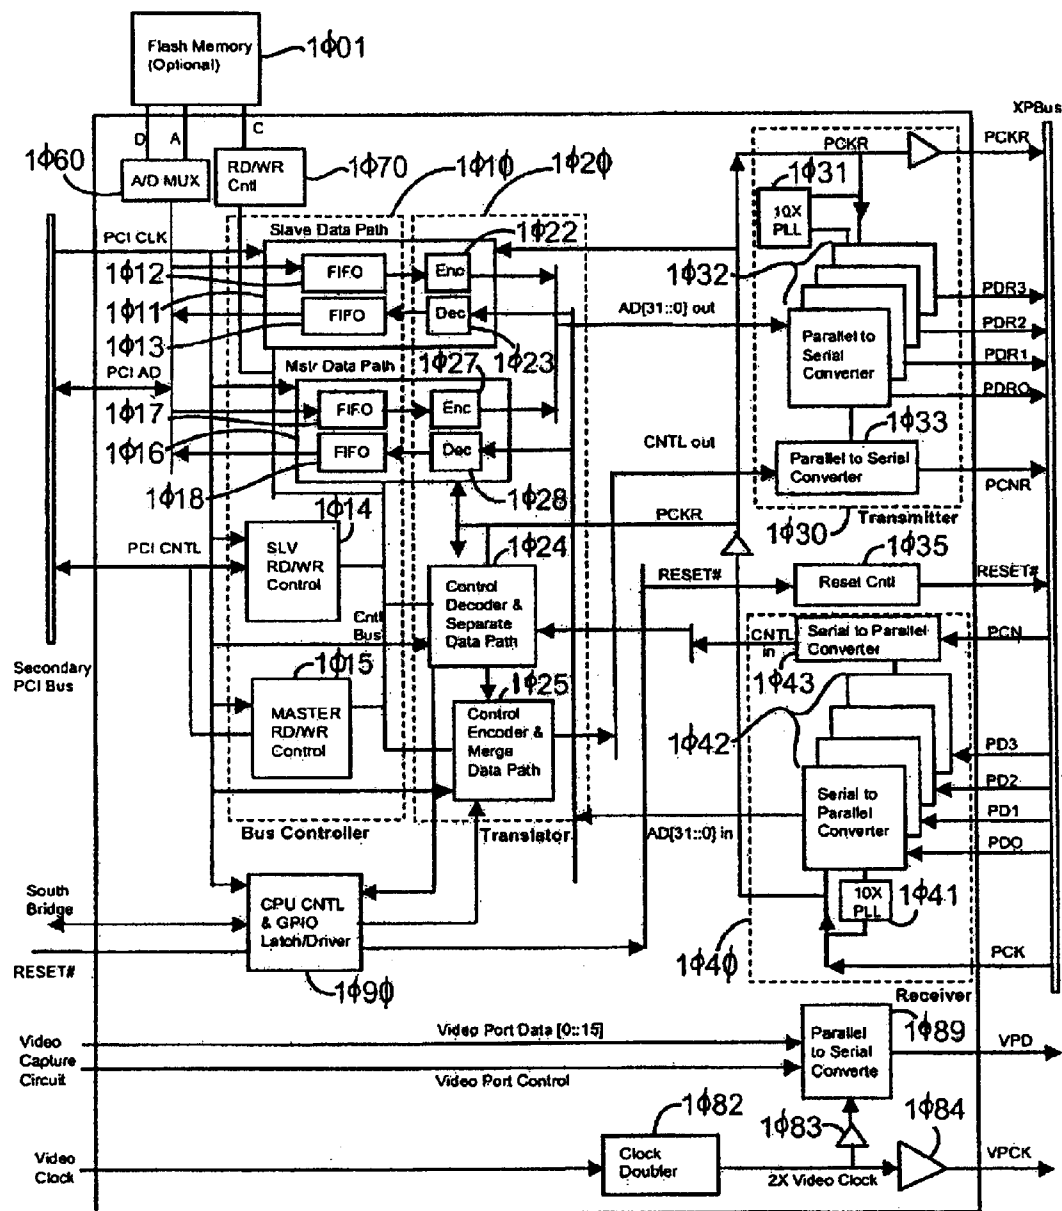 Flash Memory
(Optional)
1ϕ01
D
A
C
XPBus
1ϕ60
A/D MUX
RD/WR
Cntl
1ϕ70
1ϕ1ϕ
1ϕ2ϕ
PCKR
PCKR
1ϕ31
10X
PLL
PCI CLK
Slave Data Path
1ϕ22
1ϕ12
FIFO
Enc
1ϕ32
1ϕ11
FIFO
Dec
AD[31::0] out
PDR3
1ϕ13
1ϕ23
Parallel to
Serial
Converter
PDR2
PDR1
PDRO
PCI AD
Mstr Data Path
1ϕ27
1ϕ17
FIFO
Enc
1ϕ16
FIFO
Dec
CNTL out
1ϕ33
Parallel to Serial
Converter
PCNR
1ϕ18
1ϕ14
1ϕ28
PCKR
Transmitter
1ϕ30
PCI CNTL
SLV
RD/WR
Control
1ϕ24
RESET#
1ϕ35
Reset Cntl
RESET#
Cntl
Bus
Control
Decoder &
Separate
Data Path
CNTL
in
Serial to Parallel
Converter
PCN
1ϕ43
Secondary
PCI Bus
1ϕ15
1ϕ25
MASTER
RD/WR
Control
Control
Encoder &
Merge
Data Path
1ϕ42
PD3
PD2
PD1
PDO
Serial to
Parallel
Converter
Bus Controller
Translator
AD[31::0] in
South
Bridge
CPU CNTL
& GPIO
Latch/Driver
10X
PLL
1ϕ41
RESET#
1ϕ9ϕ
1ϕ4ϕ
PCK
Receiver
Video
Capture
Circuit
Video Port Data [0::15]
Video Port Control
Parallel
to Serial
Converte
1ϕ89
VPD
1ϕ82
1ϕ83
1ϕ84
Video
Clock
Clock
Doubler
2X Video Clock
VPCK